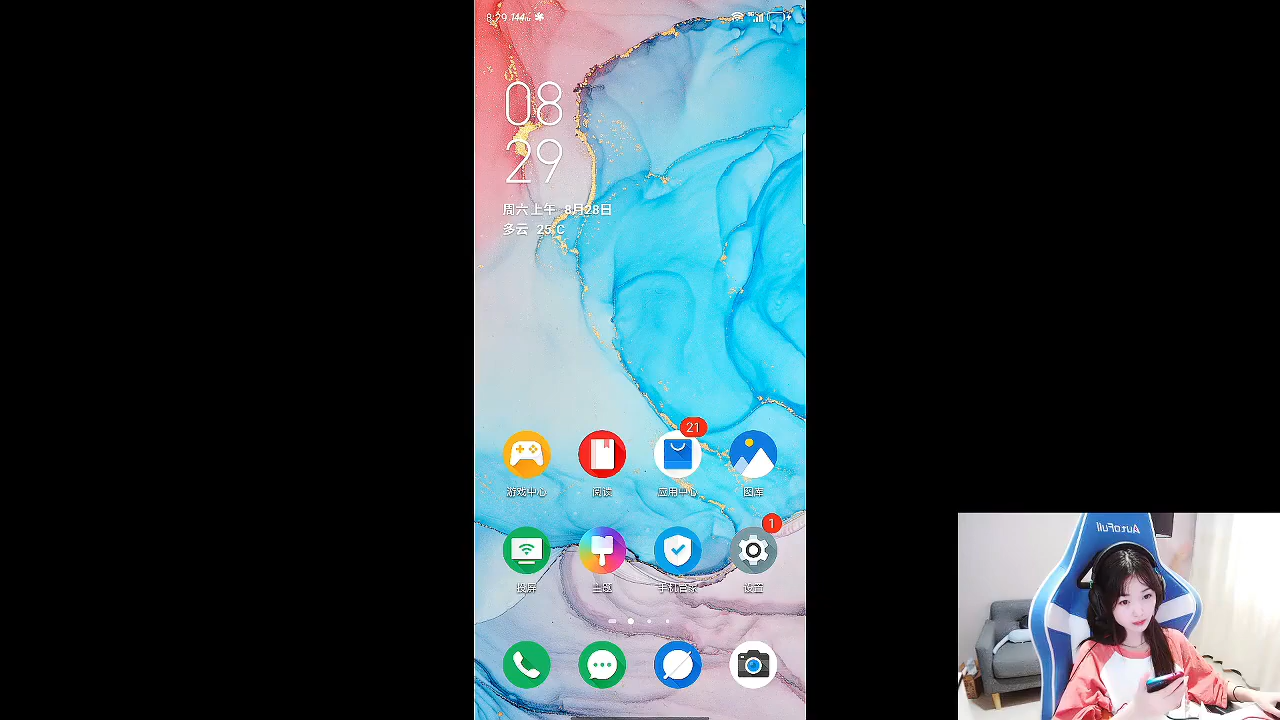 08
29
周六上午 8月28日
多云 25°C
21
游戏中心
阅读
应用中心
图库
1
投屏
主题
手机管家
设置
AutoFull